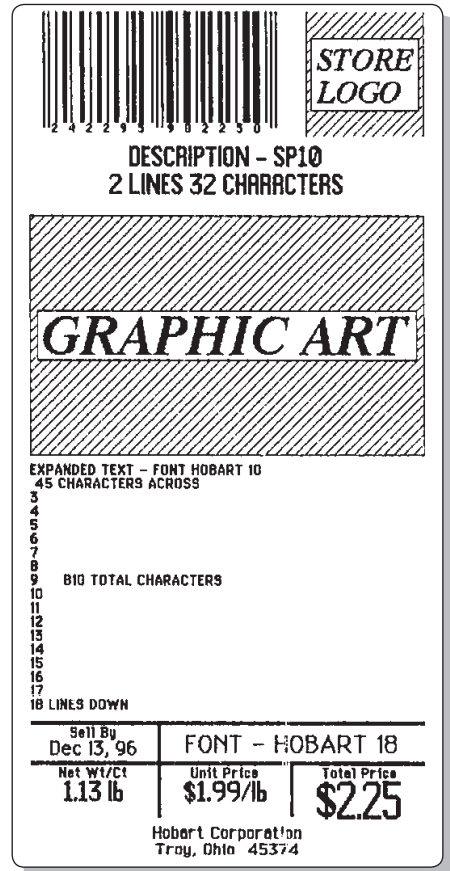 2 4 2 2 9 5 9 0 2 2 5 0
STORE
LOGO
DESCRIPTION - SP10
2 LINES 32 CHARACTERS
GRAPHIC ART
EXPANDED TEXT - FONT HOBART 10
45 CHARACTERS ACROSS
3
4
5
6
7
8
9 810 TOTAL CHARACTERS
10
11
12
13
14
15
16
17
18 LINES DOWN
Sell By
Dec 13, 96
FONT - HOBART 18
Net Wt/Ct
1.13 lb
Unit Price
$1.99/lb
Total Price
$2.25
Hobart Corporation
Troy, Ohio 45374